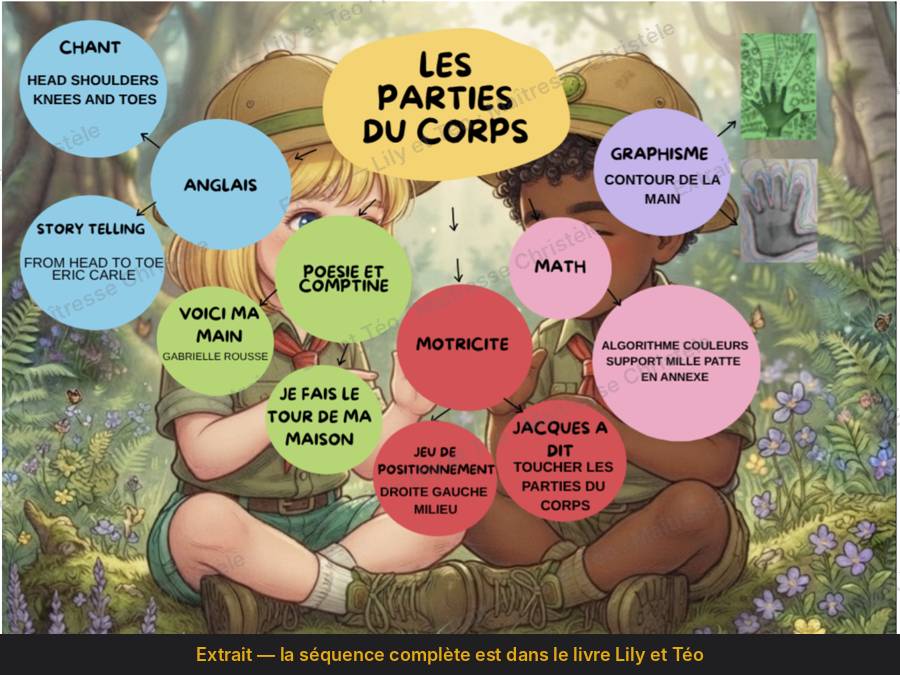 LES
PARTIES
DU CORPS
CHANT
HEAD SHOULDERS
KNEES AND TOES
ANGLAIS
STORY TELLING
FROM HEAD TO TOE
ERIC CARLE
POESIE ET
COMPTINE
VOICI MA
MAIN
GABRIELLE ROUSSE
JE FAIS LE
TOUR DE MA
MAISON
MOTRICITE
JEU DE
POSITIONNEMENT
DROITE GAUCHE
MILIEU
JACQUES A
DIT
TOUCHER LES
PARTIES DU
CORPS
MATH
ALGORITHME COULEURS
SUPPORT MILLE PATTE
EN ANNEXE
GRAPHISME
CONTOUR DE LA
MAIN
Extrait — la séquence complète est dans le livre Lily et Téo